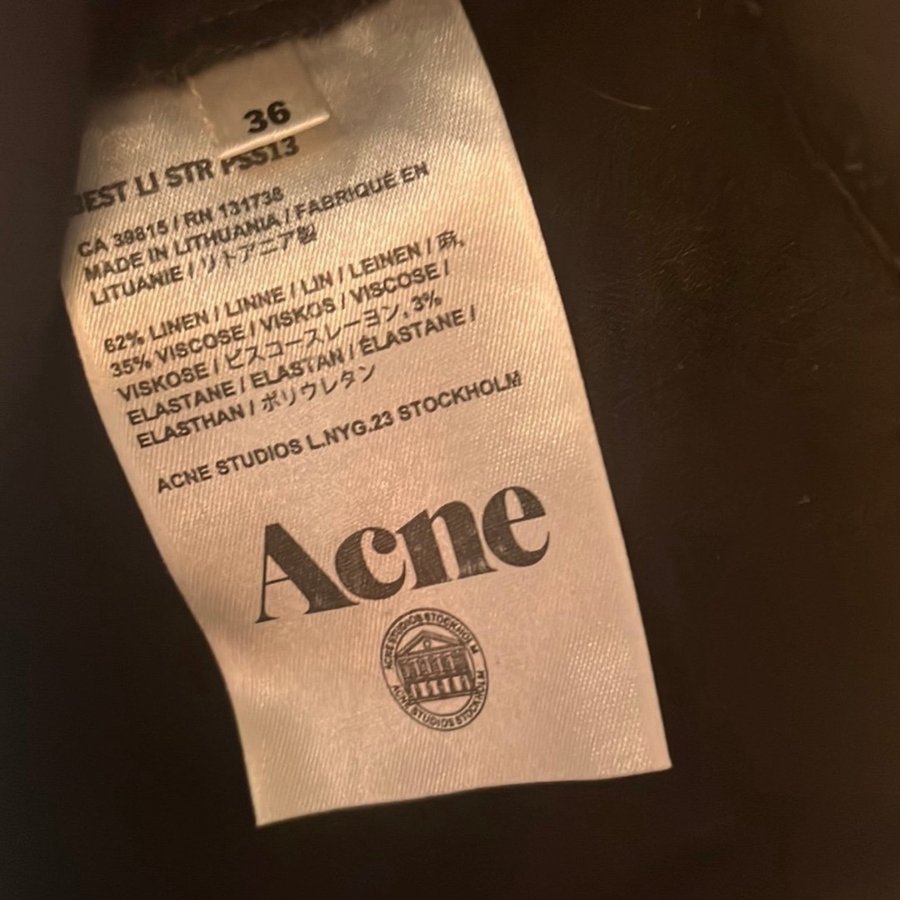 36
BEST LI STR PSS13
CA 39815 / RN 131738
MADE IN LITHUANIA / FABRIQUÉ EN
LITUANIE / リトアニア製
62% LINEN / LINNE / LIN / LEINEN / 麻,
35% VISCOSE / VISKOS / VISCOSE /
VISKOSE / ビスコースレーヨン, 3%
ELASTANE / ELASTAN / ÉLASTANE /
ELASTHAN / ポリウレタン
ACNE STUDIOS L.NYG.23 STOCKHOLM
Acne
ACNE STUDIOS STOCKHOLM
ACNE STUDIOS STOCKHOLM